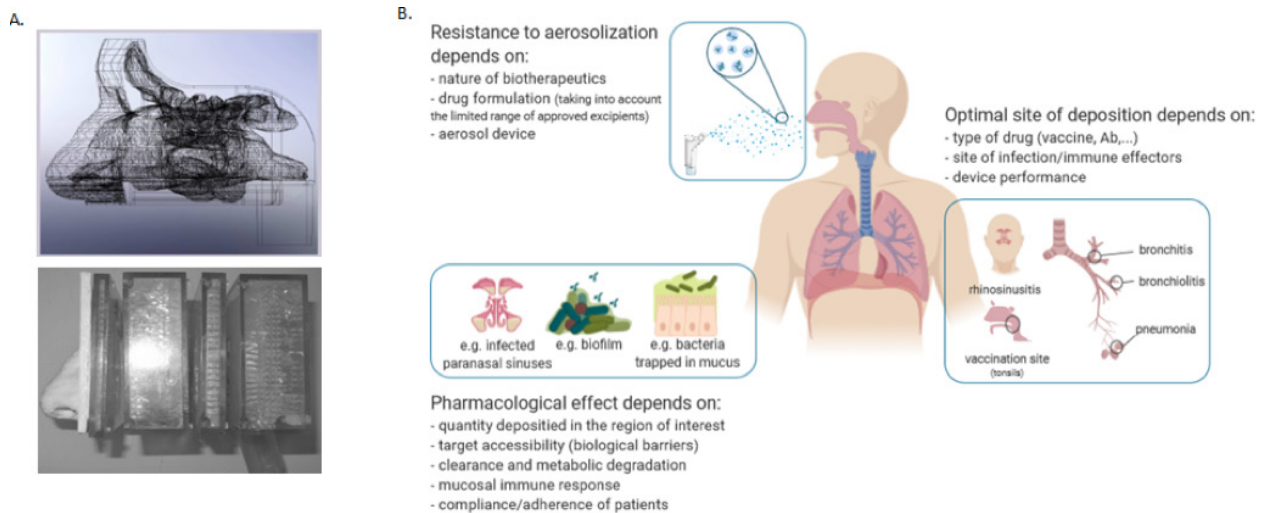 A.
B.
Resistance to aerosolization
depends on:
- nature of biotherapeutics
- drug formulation (taking into account
the limited range of approved excipients)
- aerosol device
Optimal site of deposition depends on:
- type of drug (vaccine, Ab,...)
- site of infection/immune effectors
- device performance
rhinosinusitis
vaccination site
(tonsils)
bronchitis
bronchiolitis
pneumonia
e.g. infected
paranasal sinuses
e.g. biofilm
e.g. bacteria
trapped in mucus
Pharmacological effect depends on:
- quantity depositied in the region of interest
- target accessibility (biological barriers)
- clearance and metabolic degradation
- mucosal immune response
- compliance/adherence of patients